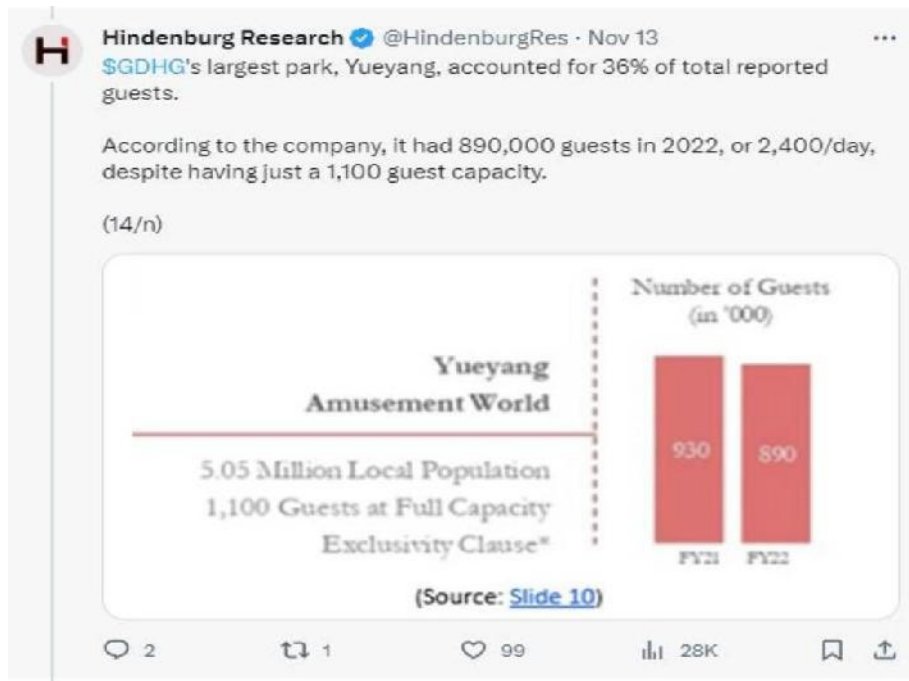 Hindenburg Research @HindenburgRes · Nov 13
$GDHG's largest park, Yueyang, accounted for 36% of total reported
guests.
According to the company, it had 890,000 guests in 2022, or 2,400/day,
despite having just a 1,100 guest capacity.
(14/n)
Yueyang
Amusement World
5.05 Million Local Population
1,100 Guests at Full Capacity
Exclusivity Clause*
Number of Guests
(in '000)
930
890
FY21
FY22
(Source: Slide 10)
2
1
99
28K